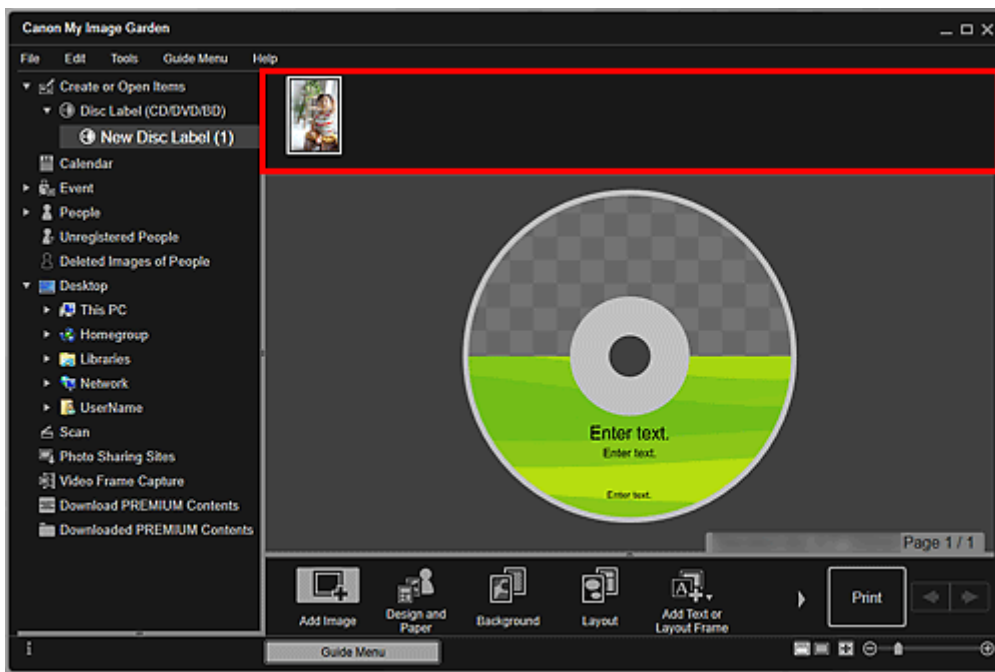 Canon My Image Garden
File Edit Tools Guide Menu Help
Create or Open Items
Disc Label (CD/DVD/BD)
New Disc Label (1)
Calendar
Event
People
Unregistered People
Deleted Images of People
Desktop
This PC
Homegroup
Libraries
Network
UserName
Scan
Photo Sharing Sites
Video Frame Capture
Download PREMIUM Contents
Downloaded PREMIUM Contents
Enter text.
Enter text.
Enter text.
Page 1 / 1
Add Image
Design and
Paper
Background
Layout
Add Text or
Layout Frame
Print
Guide Menu